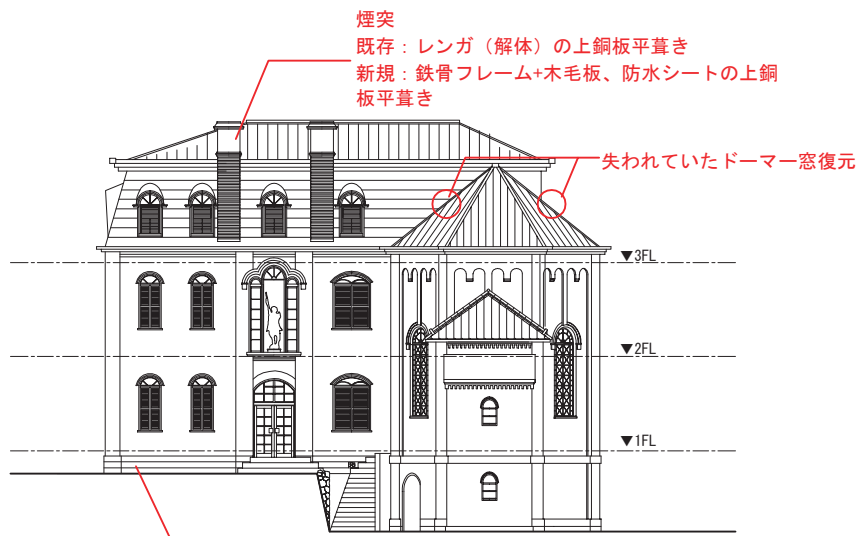 煙突
既存：レンガ（解体）の上銅板平葺き
新規：鉄骨フレーム+木毛板、防水シートの上銅
板平葺き
失われていたドーマー窓復元
▼3FL
▼2FL
▼1FL